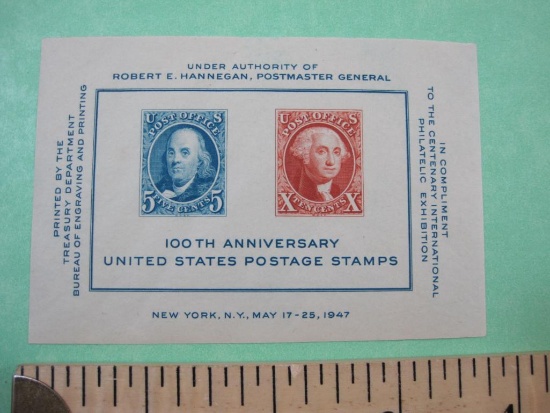 UNDER AUTHORITY OF
ROBERT E. HANNEGAN, POSTMASTER GENERAL
PRINTED BY THE
TREASURY DEPARTMENT
BUREAU OF ENGRAVING AND PRINTING
U S
POST OFFICE
5 FIVE CENTS 5
U S
POST OFFICE
X TEN CENTS X
IN COMPLIMENT
TO THE CENTENARY INTERNATIONAL
PHILATELIC EXHIBITION
100TH ANNIVERSARY
UNITED STATES POSTAGE STAMPS
NEW YORK, N.Y., MAY 17-25, 1947